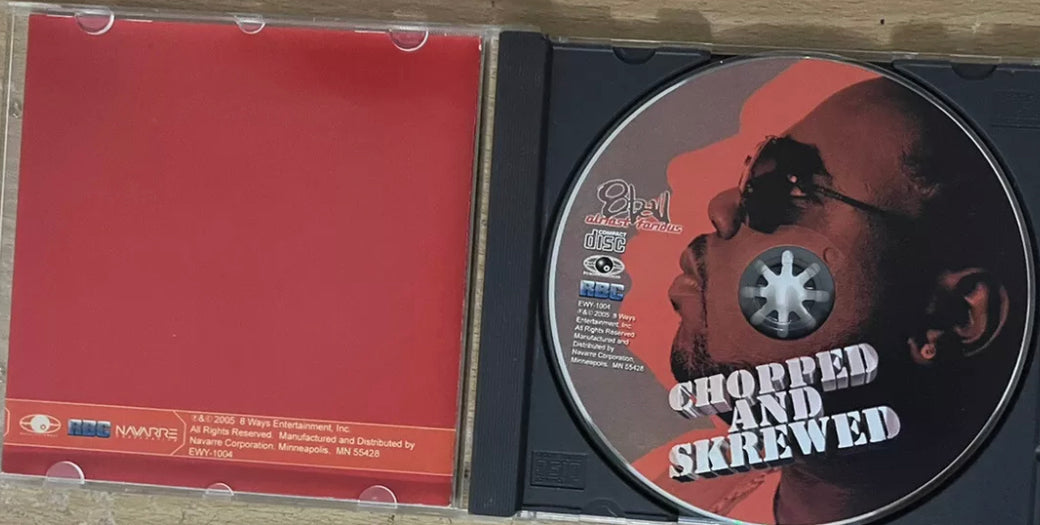 RBC NAVARRE
℗ & © 2005 8 Ways Entertainment, Inc.
All Rights Reserved. Manufactured and Distributed by
Navarre Corporation. Minneapolis, MN 55428
EWY-1004
8Ball
almost famous
COMPACT
disc
RBC
EWY-1004
℗ & © 2005 8 Ways
Entertainment, Inc.
All Rights Reserved
Manufactured and
Distributed by
Navarre Corporation,
Minneapolis, MN 55428
CHOPPED
AND
SKREWED